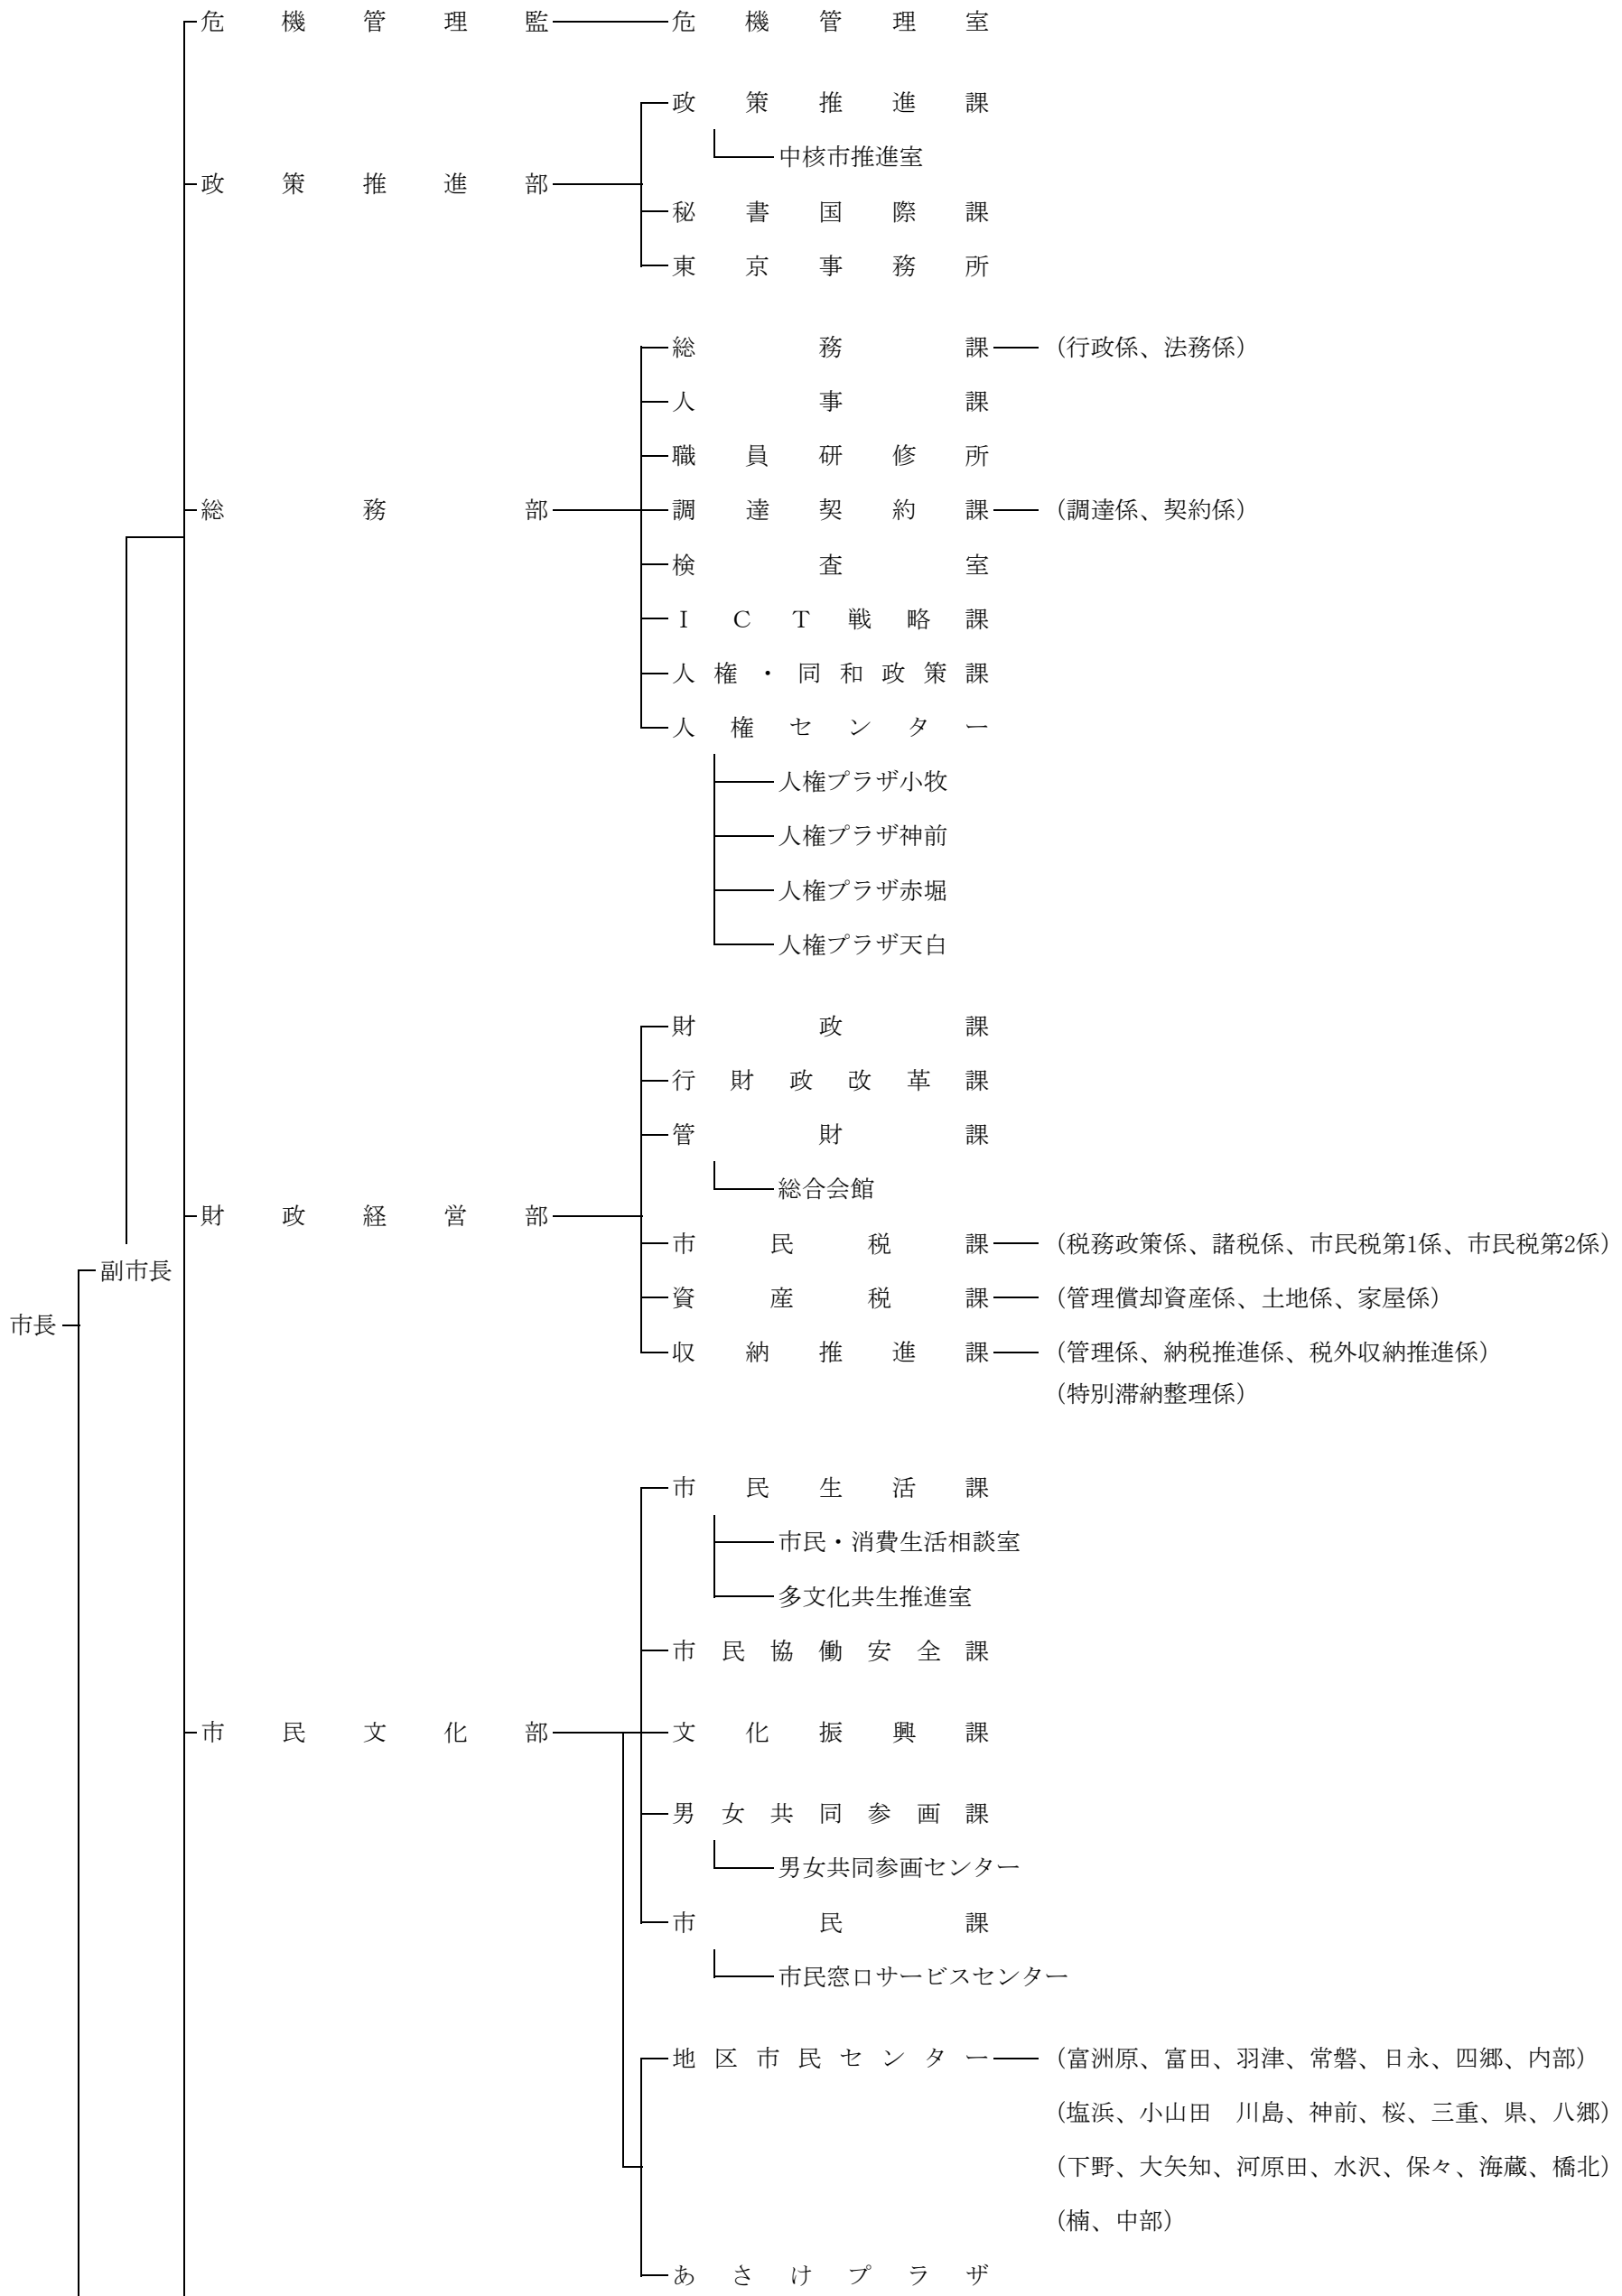 危機管理監 危機管理室
政策推進課
中核市推進室
政策推進部
秘書国際課
東京事務所
総務課 （行政係、法務係）
人事課
職員研修所
総務部 調達契約課 （調達係、契約係）
検査室
ＩＣＴ戦略課
人権・同和政策課
人権センター
人権プラザ小牧
人権プラザ神前
人権プラザ赤堀
人権プラザ天白
財政課
行財政改革課
管財課
総合会館
財政経営部
市民税課 （税務政策係、諸税係、市民税第1係、市民税第2係）
副市長
資産税課 （管理償却資産係、土地係、家屋係）
市長
収納推進課 （管理係、納税推進係、税外収納推進係）
（特別滞納整理係）
市民生活課
市民・消費生活相談室
多文化共生推進室
市民協働安全課
市民文化部 文化振興課
男女共同参画課
男女共同参画センター
市民課
市民窓口サービスセンター
地区市民センター （富洲原、富田、羽津、常磐、日永、四郷、内部）
（塩浜、小山田　川島、神前、桜、三重、県、八郷）
（下野、大矢知、河原田、水沢、保々、海蔵、橋北）
（楠、中部）
あさけプラザ